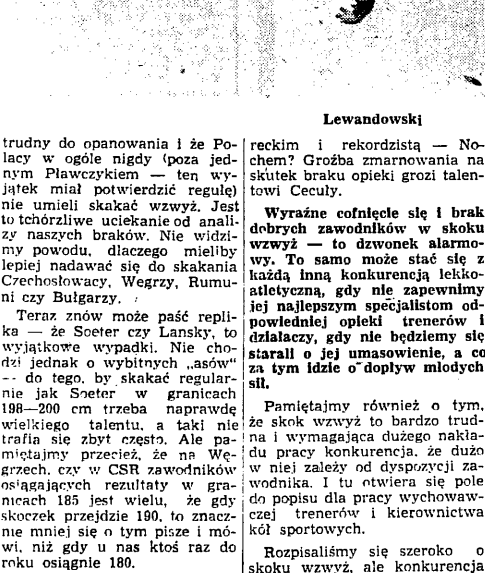 Lewandowski
trudny do opanowania i że Po-
lacy w ogóle nigdy (poza jed-
nym Pławczykiem — ten wy-
jątek miał potwierdzić regułę)
nie umieli skakać wzwyż. Jest
to tchórzliwe uciekanie od anali-
zy naszych braków. Nie widzi-
my powodu, dlaczego mieliby
lepiej nadawać się do skakania
Czechosłowacy, Węgrzy, Rumu-
ni czy Bułgarzy.
Teraz znów może paść repli-
ka — że Soeter czy Lansky, to
wyjątkowe wypadki. Nie cho-
dzi jednak o wybitnych „asów”
-- do tego, by skakać regular-
nie jak Soeter w granicach
198—200 cm trzeba naprawdę
wielkiego talentu, a taki nie
trafia się zbyt często. Ale pa-
miętajmy przecież, że na Wę-
grzech, czy w CSR zawodników
osiągających rezultaty w gra-
nicach 185 jest wielu, że gdy
skoczek przejdzie 190, to znacz-
nie mniej się o tym pisze i mó-
wi, niż gdy u nas ktoś raz do
roku osiągnie 180.
reckim i rekordzistą — No-
chem? Groźba zmarnowania na
skutek braku opieki grozi talen-
towi Cecuły.
Wyraźne cofnięcie się i brak
dobrych zawodników w skoku
wzwyż — to dzwonek alarmo-
wy. To samo może stać się z
każdą inną konkurencją lekko-
atletyczną, gdy nie zapewnimy
jej najlepszym specjalistom od-
powiedniej opieki trenerów i
działaczy, gdy nie będziemy się
starali o jej umasowienie, a co
za tym idzie o dopływ młodych
sił.
Pamiętajmy również o tym,
że skok wzwyż to bardzo trud-
na i wymagająca dużego nakła-
du pracy konkurencja, że dużo
w niej zależy od dyspozycji za-
wodnika. I tu otwiera się pole
do popisu dla pracy wychowaw-
czej trenerów i kierownictwa
kół sportowych.
Rozpisaliśmy się szeroko o
skoku wzwyż, ale konkurencja